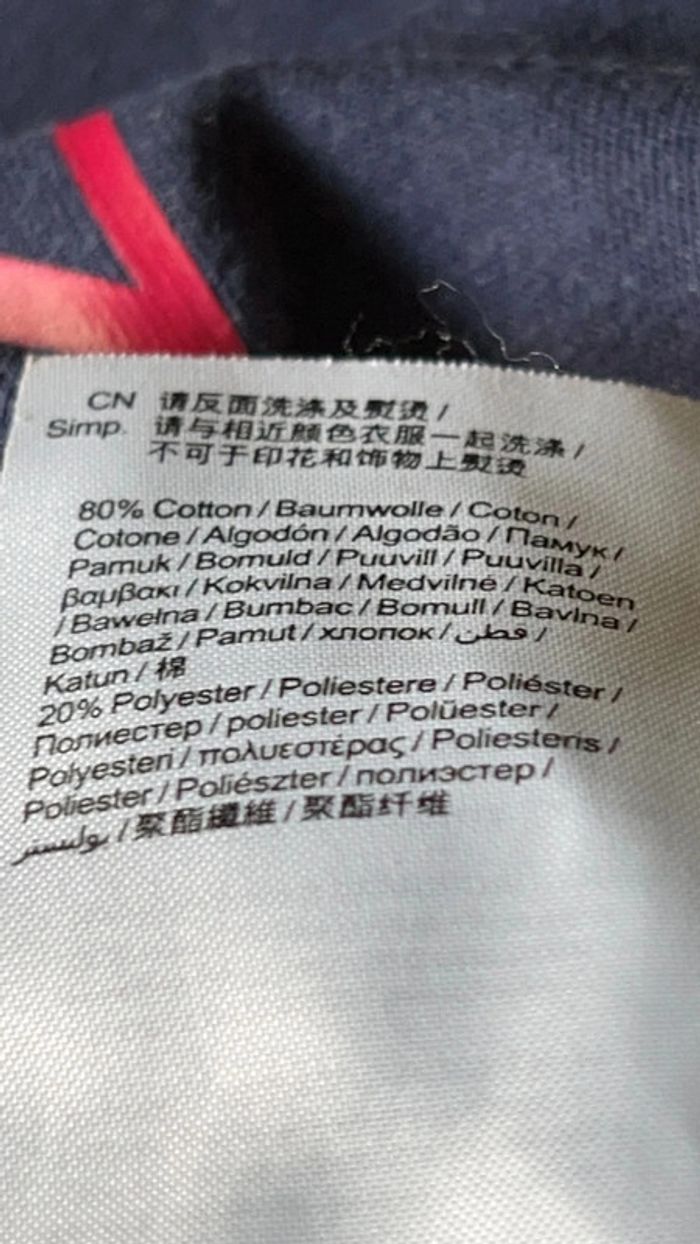 CN 请反面洗涤及熨烫 /
Simp. 请与相近颜色衣服一起洗涤 /
不可于印花和饰物上熨烫
80% Cotton / Baumwolle / Coton /
Cotone / Algodón / Algodão / Памук /
Pamuk / Bomuld / Puuvill / Puuvilla /
βαμβακι / Kokvilna / Medvilnė / Katoen
/ Bawełna / Bumbac / Bomull / Bavlna /
Bombaž / Pamut / хлопок / قطن /
Katun / 棉
20% Polyester / Poliestere / Poliéster /
Полиестер / poliester / Polüester /
Polyesteri / πολυεστέρας / Poliesteris /
Poliester / Poliészter / полиэстер /
بوليستر / 聚酯纖維 / 聚酯纤维